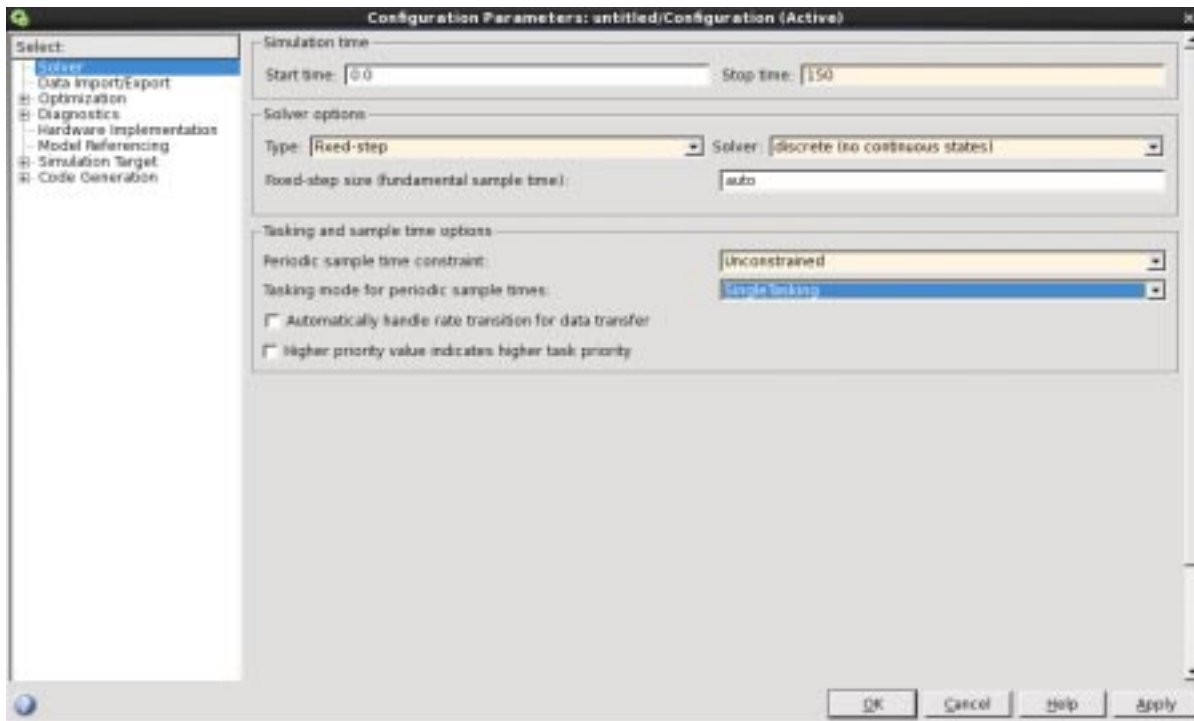 Configuration Parameters: untitled/Configuration (Active)
Select:
Solver
Data Import/Export
Optimization
Diagnostics
Hardware Implementation
Model Referencing
Simulation Target
Code Generation
Simulation time
Start time: 0.0 Stop time: 150
Solver options
Type: Fixed-step Solver: discrete (no continuous states)
Fixed-step size (fundamental sample time): auto
Tasking and sample time options
Periodic sample time constraint: Unconstrained
Tasking mode for periodic sample times: SingleTasking
Automatically handle rate transition for data transfer
Higher priority value indicates higher task priority
OK Cancel Help Apply